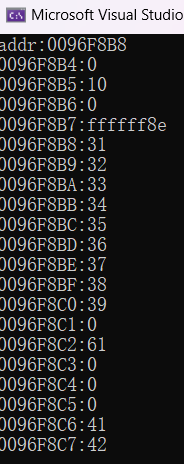 Microsoft Visual Studio
addr:0096F8B8
0096F8B4:0
0096F8B5:10
0096F8B6:0
0096F8B7:ffffff8e
0096F8B8:31
0096F8B9:32
0096F8BA:33
0096F8BB:34
0096F8BC:35
0096F8BD:36
0096F8BE:37
0096F8BF:38
0096F8C0:39
0096F8C1:0
0096F8C2:61
0096F8C3:0
0096F8C4:0
0096F8C5:0
0096F8C6:41
0096F8C7:42